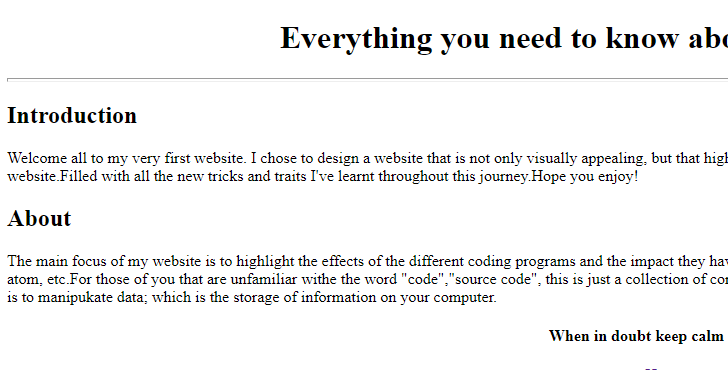 Everything you need to know
Introduction
Welcome all to my very first website. I chose to design a website that is not only visually appealing, but that
website.Filled with all the new tricks and traits I've learnt throughout this journey.Hope you enjoy!
About
The main focus of my website is to highlight the effects of the different coding programs and the impact they
atom, etc.For those of you that are unfamiliar withe the word "code","source code", this is just a collection of
is to manipukate data; which is the storage of information on your computer.
When in doubt keep calm